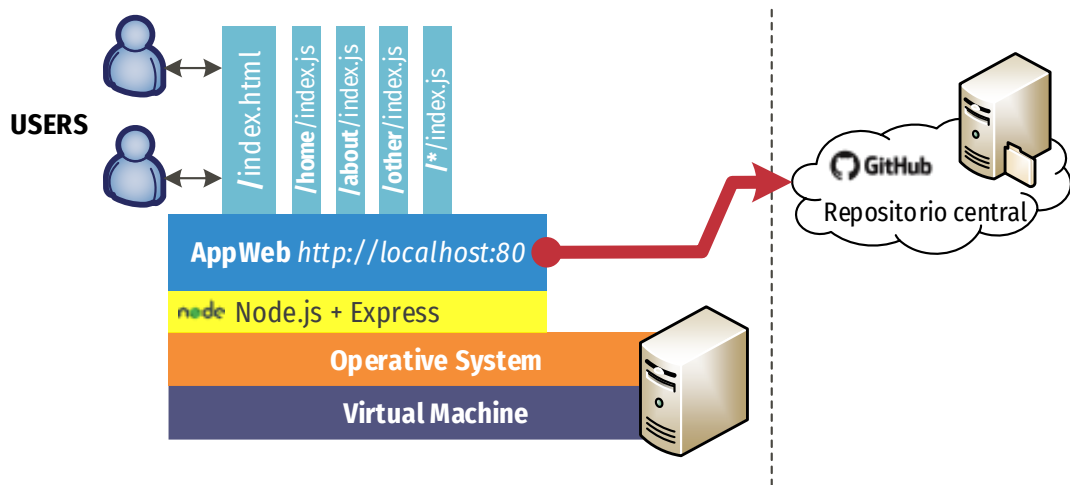 USERS
/index.html
/home/index.js
/about/index.js
/other/index.js
/*/index.js
AppWeb http://localhost:80
node Node.js + Express
Operative System
Virtual Machine
GitHub
Repositorio central